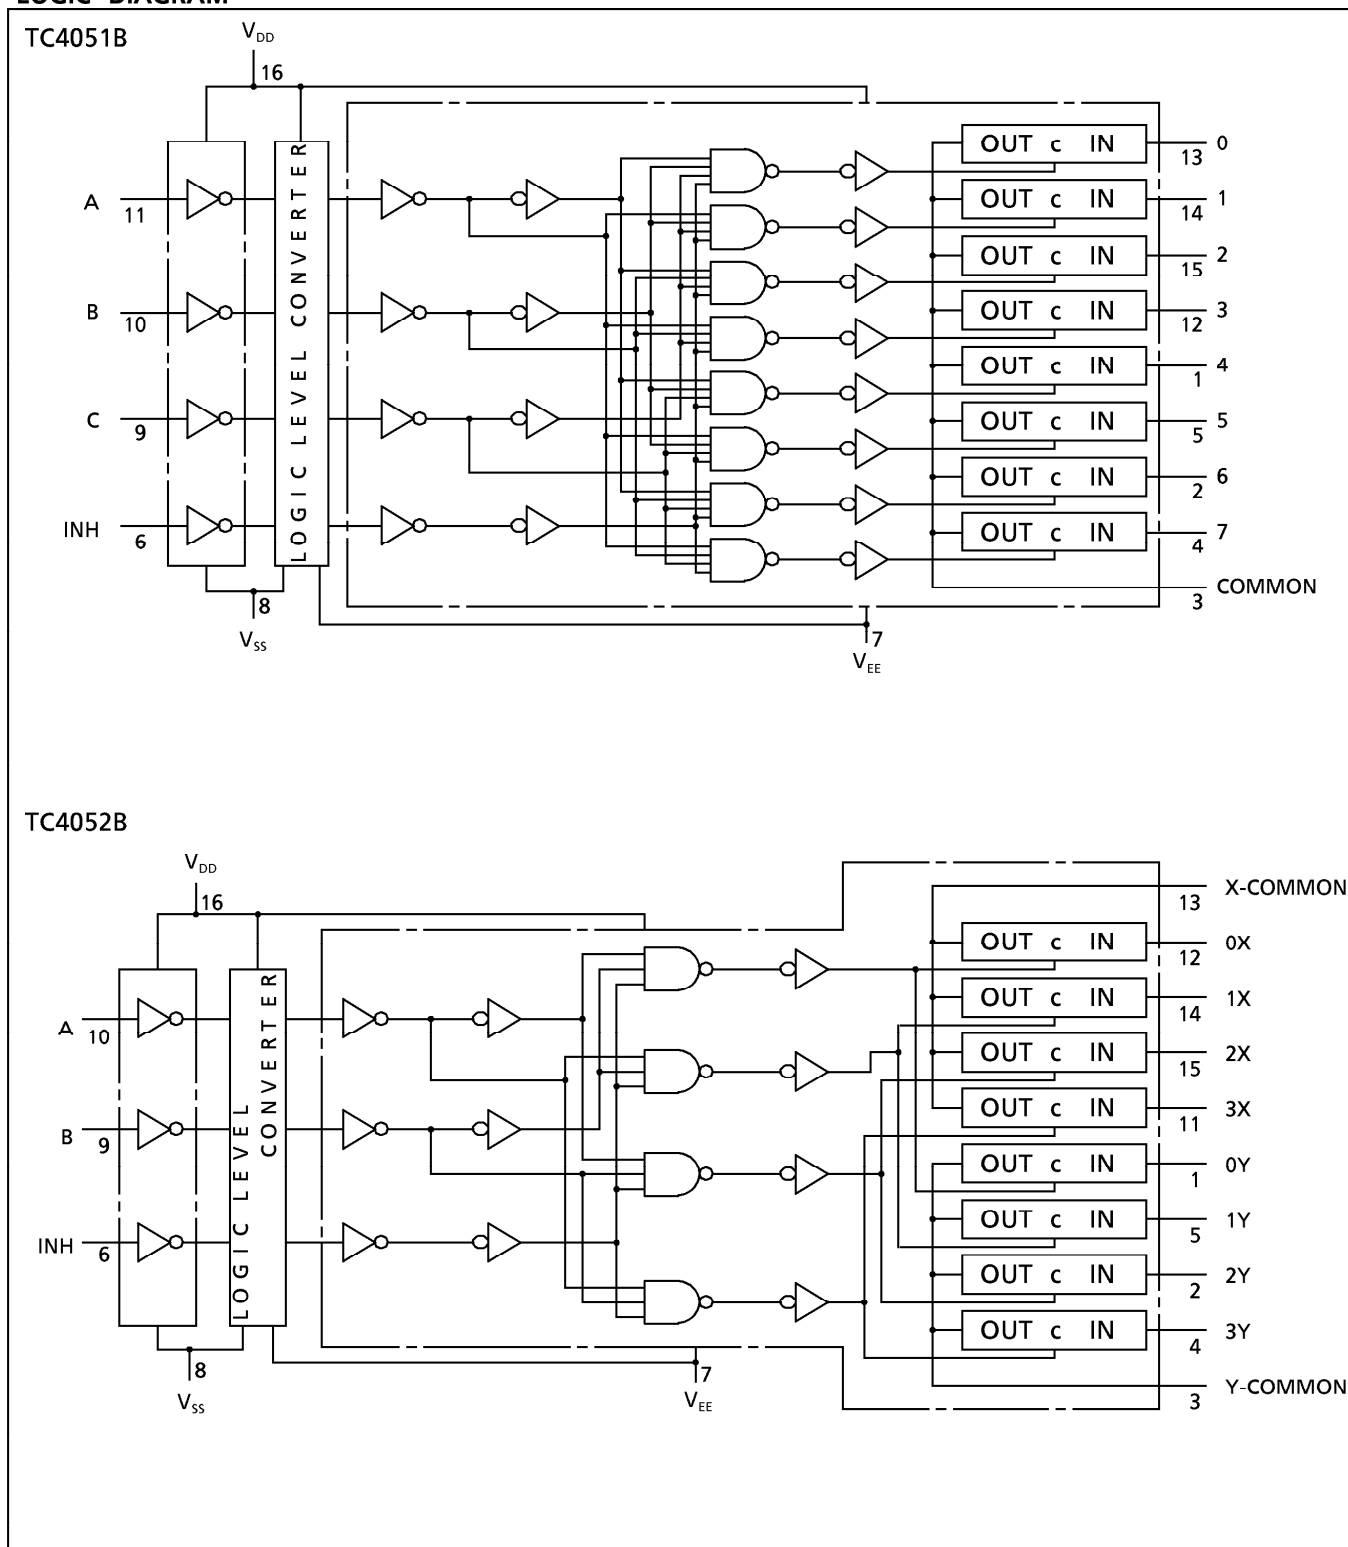 LOGIC DIAGRAM
TC4051B
VDD
16
A
11
B
10
C
9
INH
6
LOGIC LEVEL CONVERTER
8
VSS
OUT c IN
13
0
OUT c IN
14
1
OUT c IN
15
2
OUT c IN
12
3
OUT c IN
1
4
OUT c IN
5
5
OUT c IN
2
6
OUT c IN
4
7
COMMON
3
7
VEE
TC4052B
VDD
16
A
10
B
9
INH
6
LOGIC LEVEL
CONVERTER
8
VSS
X-COMMON
13
OUT c IN
12
0X
OUT c IN
14
1X
OUT c IN
15
2X
OUT c IN
11
3X
OUT c IN
1
0Y
OUT c IN
5
1Y
OUT c IN
2
2Y
OUT c IN
4
3Y
Y-COMMON
3
7
VEE